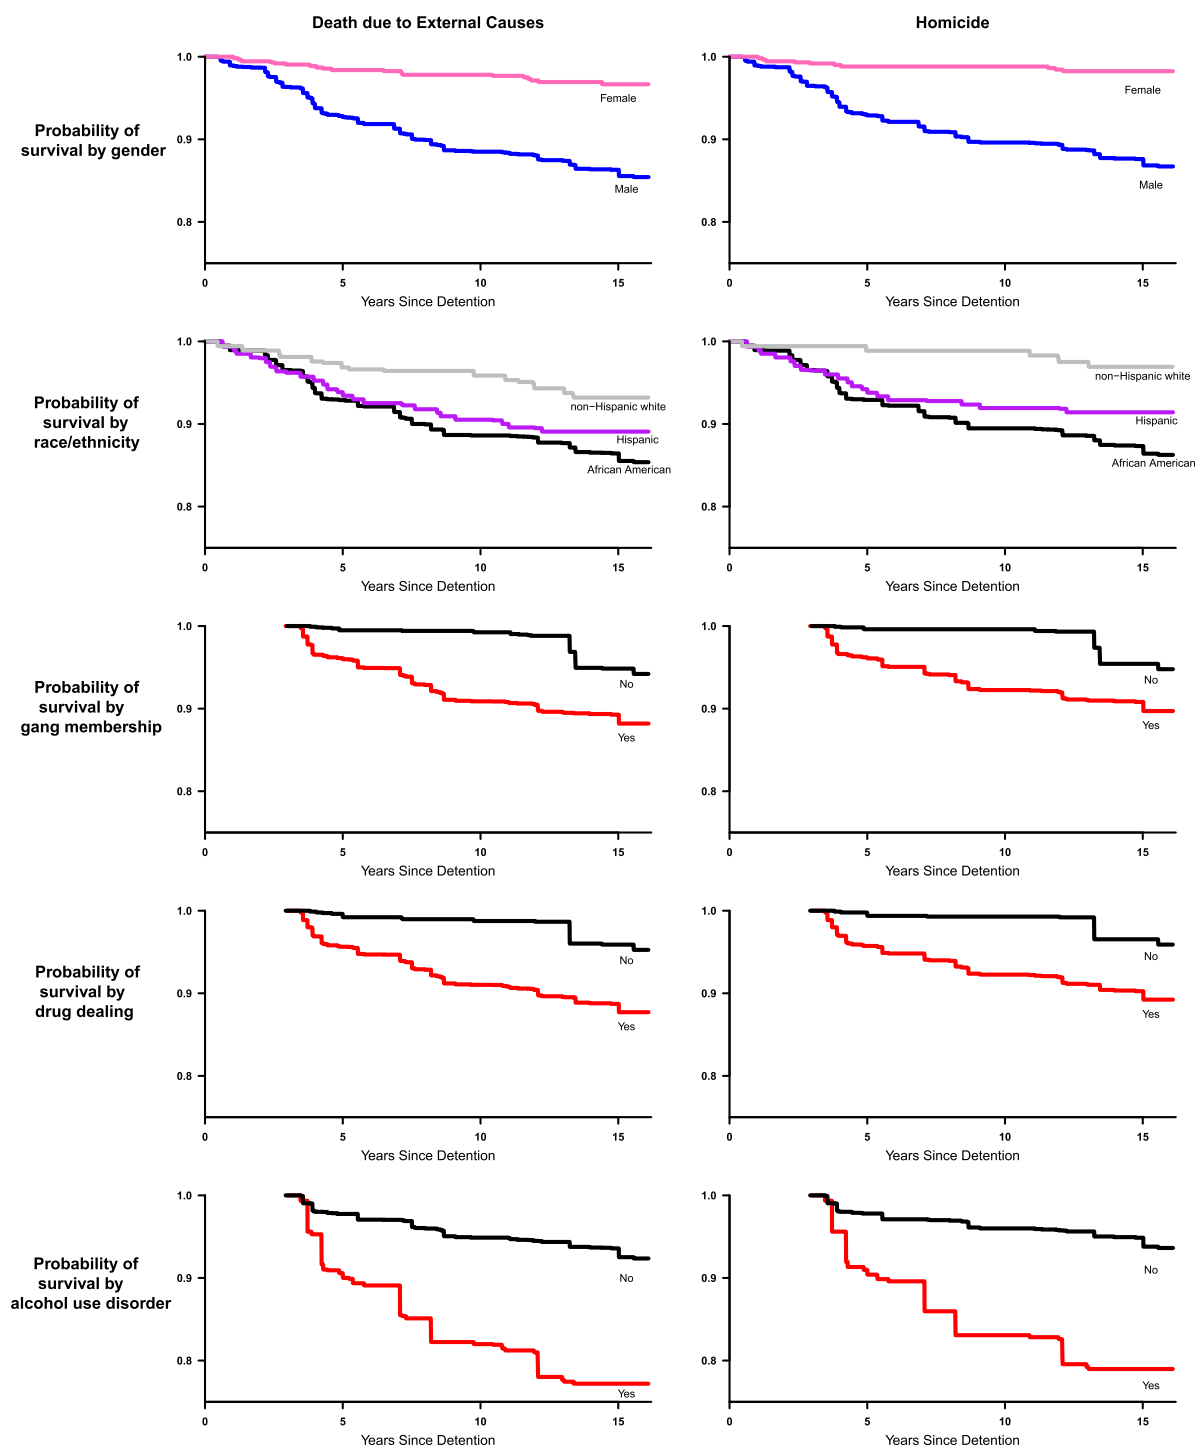 Death due to External Causes
Homicide
Probability of
survival by gender
1.0
0.9
0.8
Female
Male
0
5
10
15
Years Since Detention
1.0
0.9
0.8
Female
Male
0
5
10
15
Years Since Detention
Probability of
survival by
race/ethnicity
1.0
0.9
0.8
non−Hispanic white
Hispanic
African American
0
5
10
15
Years Since Detention
1.0
0.9
0.8
non−Hispanic white
Hispanic
African American
0
5
10
15
Years Since Detention
Probability of
survival by
gang membership
1.0
0.9
0.8
No
Yes
0
5
10
15
Years Since Detention
1.0
0.9
0.8
No
Yes
0
5
10
15
Years Since Detention
Probability of
survival by
drug dealing
1.0
0.9
0.8
No
Yes
0
5
10
15
Years Since Detention
1.0
0.9
0.8
No
Yes
0
5
10
15
Years Since Detention
Probability of
survival by
alcohol use disorder
1.0
0.9
0.8
No
Yes
0
5
10
15
Years Since Detention
1.0
0.9
0.8
No
Yes
0
5
10
15
Years Since Detention